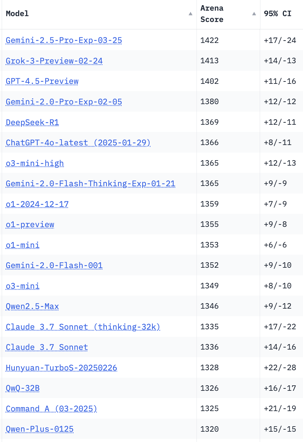 Model Arena Score 95% CI
Gemini-2.5-Pro-Exp-03-25 1422 +17/-24
Grok-3-Preview-02-24 1413 +14/-13
GPT-4.5-Preview 1402 +11/-16
Gemini-2.0-Pro-Exp-02-05 1380 +12/-12
DeepSeek-R1 1369 +12/-11
ChatGPT-4o-latest (2025-01-29) 1366 +8/-11
o3-mini-high 1365 +12/-13
Gemini-2.0-Flash-Thinking-Exp-01-21 1365 +9/-9
o1-2024-12-17 1359 +7/-9
o1-preview 1355 +9/-8
o1-mini 1353 +6/-6
Gemini-2.0-Flash-001 1352 +9/-10
o3-mini 1349 +8/-10
Qwen2.5-Max 1346 +9/-12
Claude 3.7 Sonnet (thinking-32k) 1335 +17/-22
Claude 3.7 Sonnet 1336 +14/-16
Hunyuan-TurboS-20250226 1328 +22/-28
QwQ-32B 1326 +16/-17
Command A (03-2025) 1325 +21/-19
Qwen-Plus-0125 1320 +15/-15